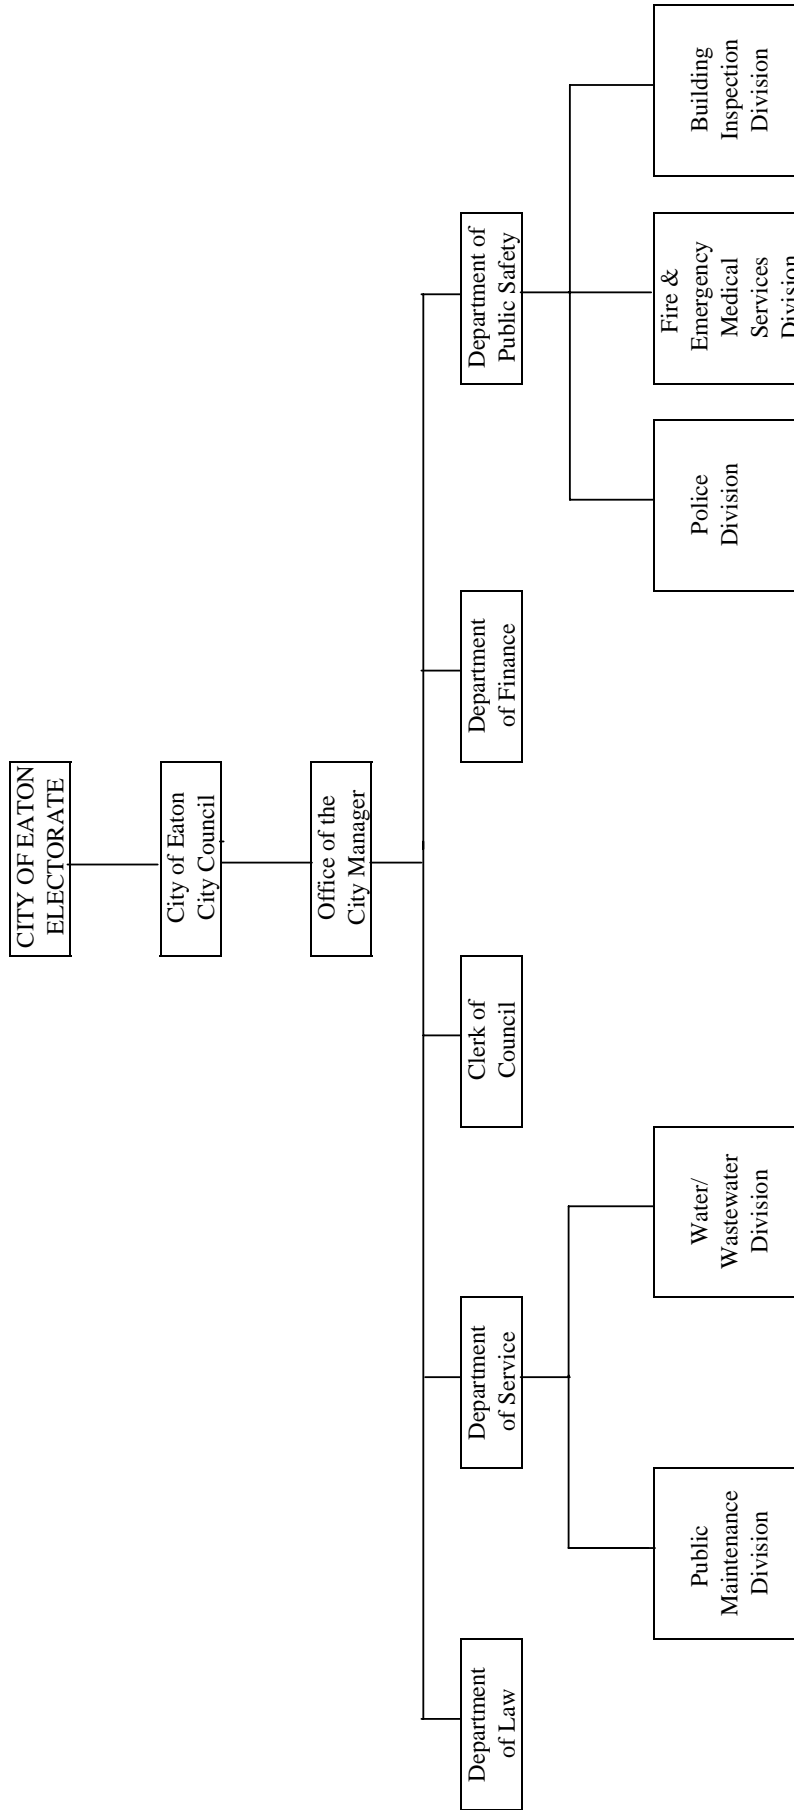 CITY OF EATON
ELECTORATE
City of Eaton
City Council
Office of the
City Manager
Department
of Law
Department
of Service
Clerk of
Council
Department
of Finance
Department of
Public Safety
Public
Maintenance
Division
Water/
Wastewater
Division
Police
Division
Fire &
Emergency
Medical
Services
Division
Building
Inspection
Division